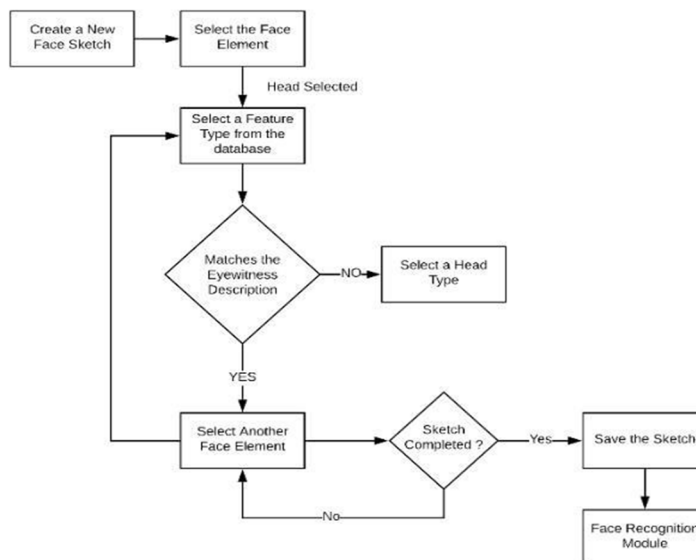 Create a New
Face Sketch
Select the Face
Element
Head Selected
Select a Feature
Type from the
database
Matches the
Eyewitness
Description
NO
Select a Head
Type
YES
Select Another
Face Element
Sketch
Completed ?
Yes
Save the Sketch
No
Face Recognition
Module